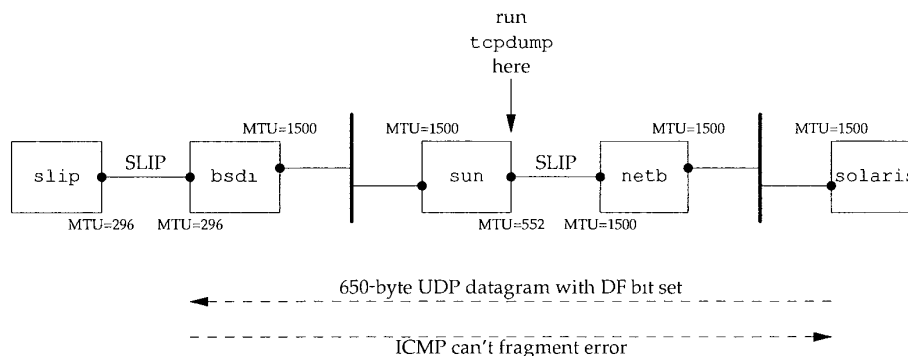 run
tcpdump
here
MTU=1500
MTU=1500
MTU=1500
MTU=1500
slip
SLIP
bsdı
sun
SLIP
netb
solaris
MTU=296
MTU=296
MTU=552
MTU=1500
650-byte UDP datagram with DF bıt set
ICMP can't fragment error